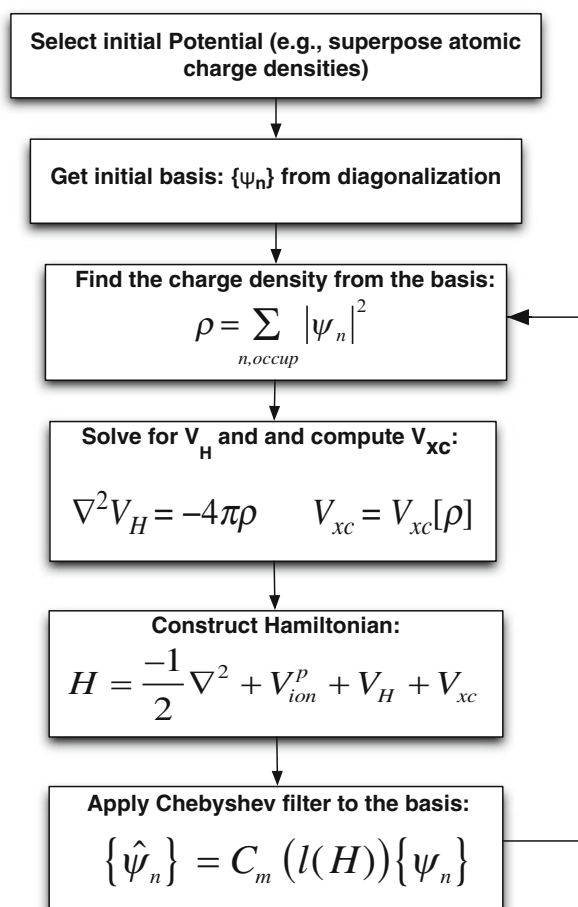 Select initial Potential (e.g., superpose atomic
charge densities)
Get initial basis: {ψn} from diagonalization
Find the charge density from the basis:
ρ = ∑ |ψn|²
n,occup
Solve for VH and and compute Vxc:
∇²VH = −4πρ Vxc = Vxc[ρ]
Construct Hamiltonian:
H = −1/2 ∇² + V^p_ion + VH + Vxc
Apply Chebyshev filter to the basis:
{ψ̂n} = Cm (l(H)){ψn}